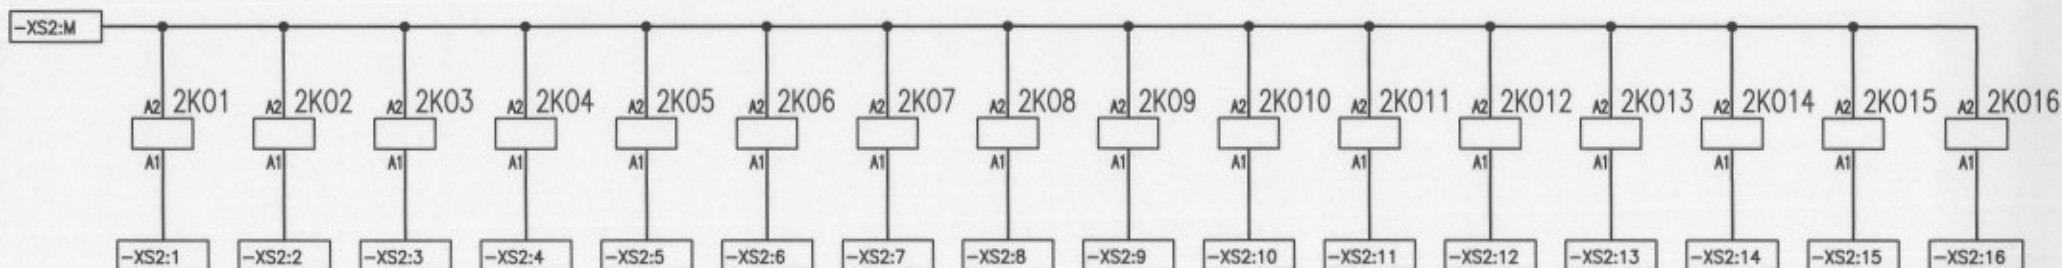 -XS2:M
A2 2K01 A2 2K02 A2 2K03 A2 2K04 A2 2K05 A2 2K06 A2 2K07 A2 2K08 A2 2K09 A2 2K010 A2 2K011 A2 2K012 A2 2K013 A2 2K014 A2 2K015 A2 2K016
A1 A1 A1 A1 A1 A1 A1 A1 A1 A1 A1 A1 A1 A1 A1 A1
-XS2:1 -XS2:2 -XS2:3 -XS2:4 -XS2:5 -XS2:6 -XS2:7 -XS2:8 -XS2:9 -XS2:10 -XS2:11 -XS2:12 -XS2:13 -XS2:14 -XS2:15 -XS2:16